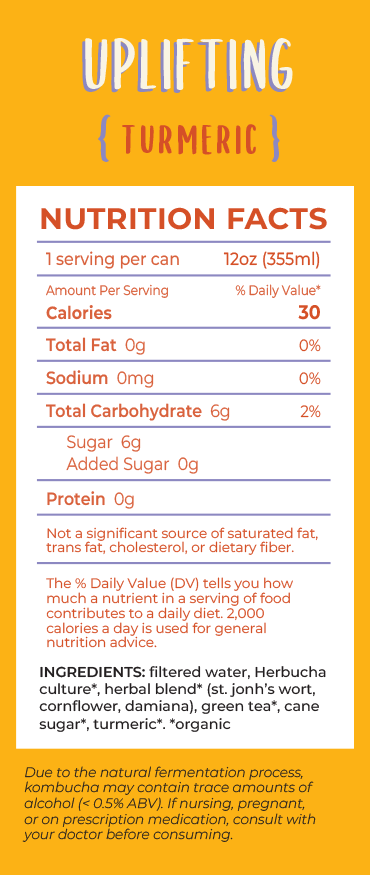 UPLIFTING
{ TURMERIC }
NUTRITION FACTS
1 serving per can 12oz (355ml)
Amount Per Serving % Daily Value*
Calories 30
Total Fat 0g 0%
Sodium 0mg 0%
Total Carbohydrate 6g 2%
Sugar 6g
Added Sugar 0g
Protein 0g
Not a significant source of saturated fat,
trans fat, cholesterol, or dietary fiber.
The % Daily Value (DV) tells you how
much a nutrient in a serving of food
contributes to a daily diet. 2,000
calories a day is used for general
nutrition advice.
INGREDIENTS: filtered water, Herbucha
culture*, herbal blend* (st. jonh's wort,
cornflower, damiana), green tea*, cane
sugar*, turmeric*. *organic
Due to the natural fermentation process,
kombucha may contain trace amounts of
alcohol (< 0.5% ABV). If nursing, pregnant,
or on prescription medication, consult with
your doctor before consuming.